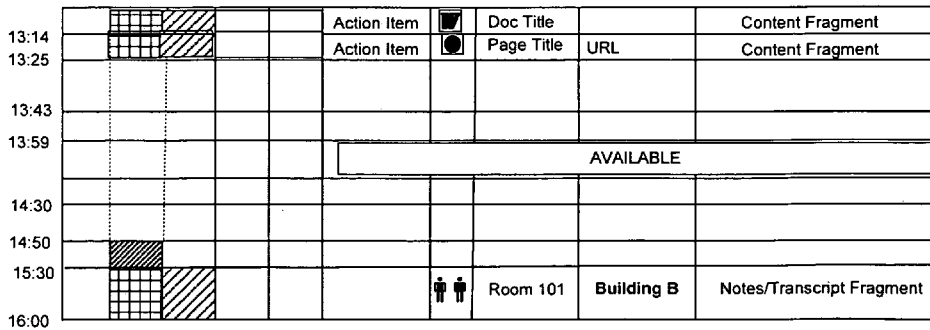 Action Item Doc Title Content Fragment
13:14
Action Item Page Title URL Content Fragment
13:25
13:43
13:59
AVAILABLE
14:30
14:50
15:30
Room 101 Building B Notes/Transcript Fragment
16:00